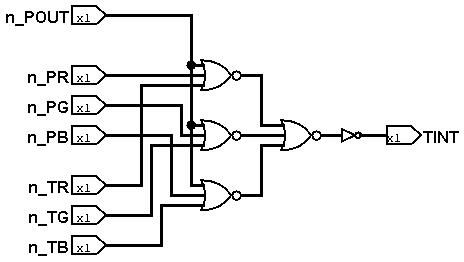 n_POUT x1
n_PR x1
n_PG x1
n_PB x1
x1 TINT
n_TR x1
n_TG x1
n_TB x1